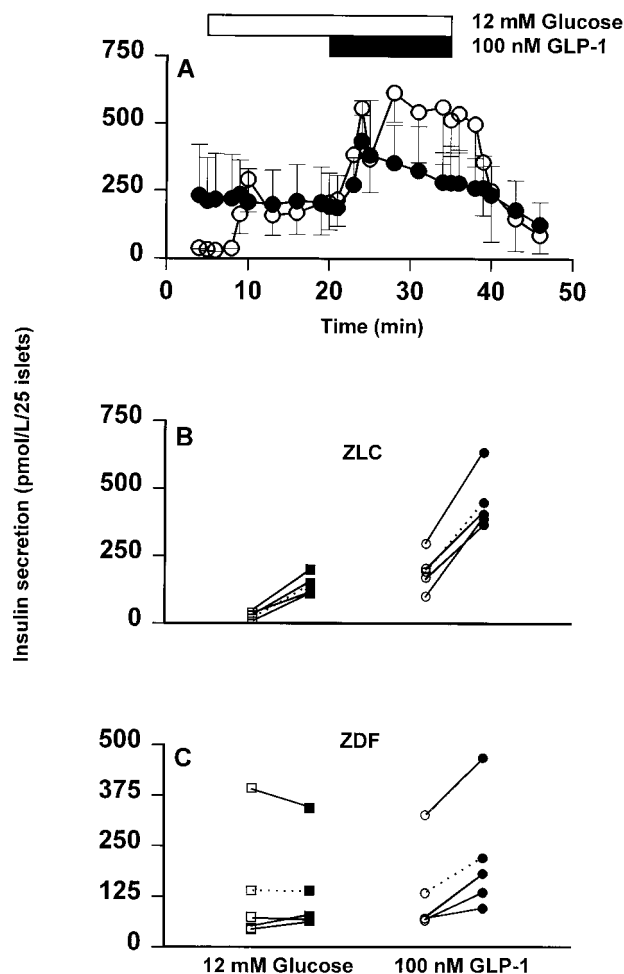 12 mM Glucose
100 nM GLP-1
A
750
500
250
0
0 10 20 30 40 50
Time (min)
Insulin secretion (pmol/L/25 islets)
B
ZLC
750
500
250
0
C
ZDF
500
375
250
125
0
12 mM Glucose 100 nM GLP-1